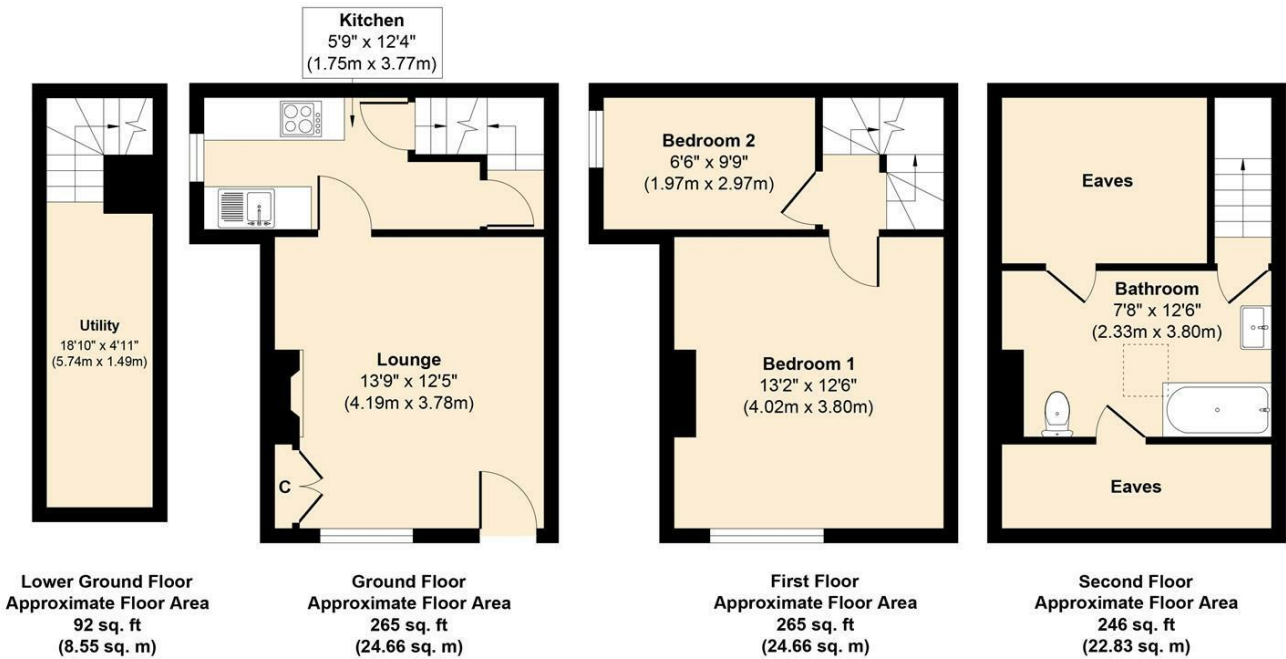 Kitchen
5'9" x 12'4"
(1.75m x 3.77m)
Utility
18'10" x 4'11"
(5.74m x 1.49m)
Lounge
13'9" x 12'5"
(4.19m x 3.78m)
C
Bedroom 2
6'6" x 9'9"
(1.97m x 2.97m)
Bedroom 1
13'2" x 12'6"
(4.02m x 3.80m)
Eaves
Bathroom
7'8" x 12'6"
(2.33m x 3.80m)
Eaves
Lower Ground Floor
Approximate Floor Area
92 sq. ft
(8.55 sq. m)
Ground Floor
Approximate Floor Area
265 sq. ft
(24.66 sq. m)
First Floor
Approximate Floor Area
265 sq. ft
(24.66 sq. m)
Second Floor
Approximate Floor Area
246 sq. ft
(22.83 sq. m)